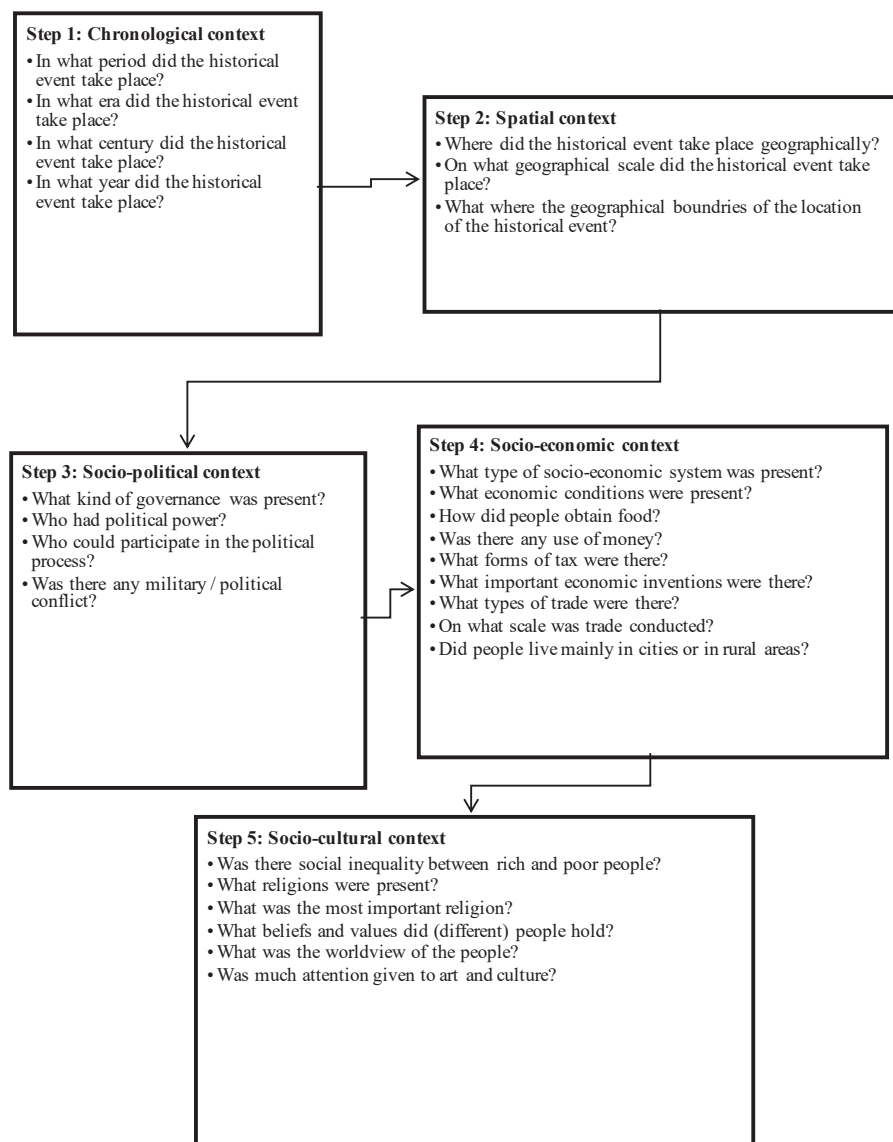 Step 1: Chronological context
• In what period did the historical
event take place?
• In what era did the historical event
take place?
• In what century did the historical
event take place?
• In what year did the historical
event take place?
Step 2: Spatial context
• Where did the historical event take place geographically?
• On what geographical scale did the historical event take
place?
• What where the geographical boundries of the location
of the historical event?
Step 3: Socio-political context
• What kind of governance was present?
• Who had political power?
• Who could participate in the political
process?
• Was there any military / political
conflict?
Step 4: Socio-economic context
• What type of socio-economic system was present?
• What economic conditions were present?
• How did people obtain food?
• Was there any use of money?
• What forms of tax were there?
• What important economic inventions were there?
• What types of trade were there?
• On what scale was trade conducted?
• Did people live mainly in cities or in rural areas?
Step 5: Socio-cultural context
• Was there social inequality between rich and poor people?
• What religions were present?
• What was the most important religion?
• What beliefs and values did (different) people hold?
• What was the worldview of the people?
• Was much attention given to art and culture?